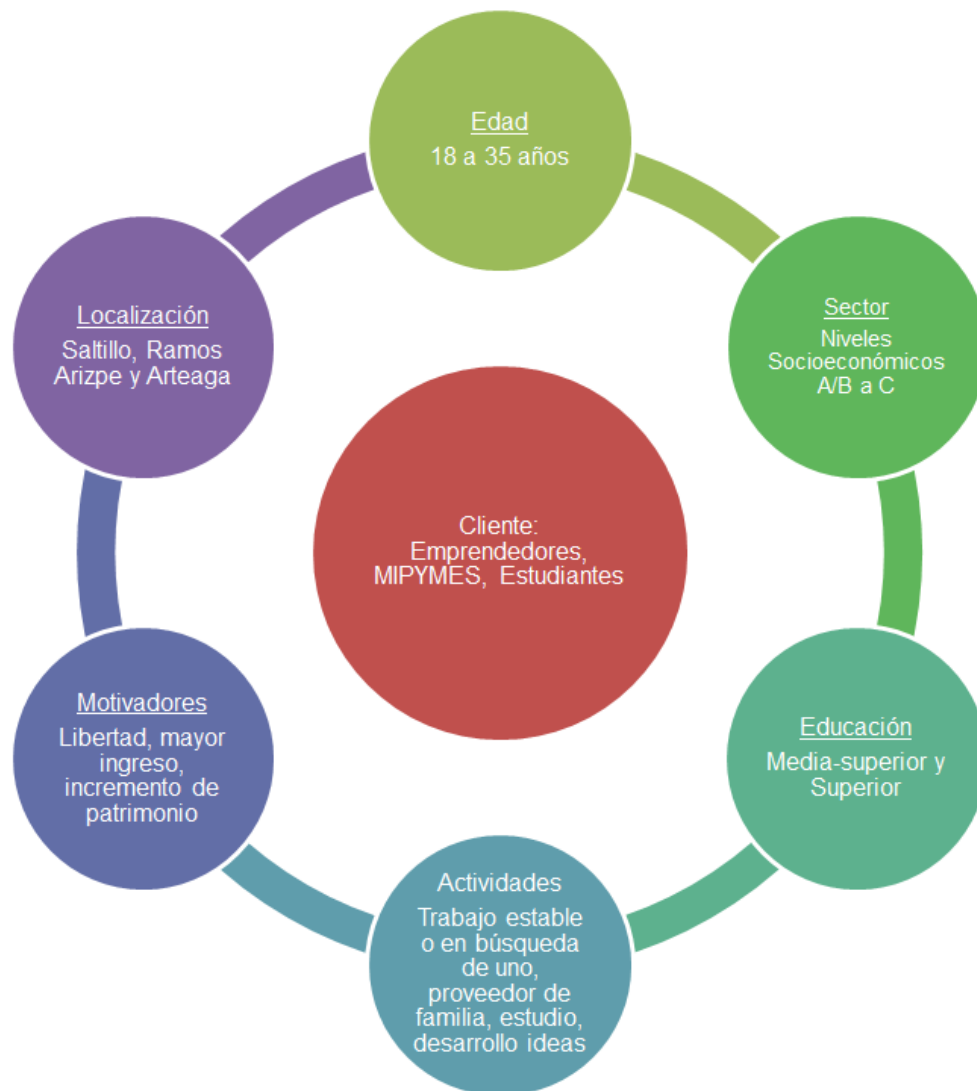 Edad
18 a 35 años
Sector
Niveles
Socioeconómicos
A/B a C
Educación
Media-superior y
Superior
Actividades
Trabajo estable
o en búsqueda
de uno,
proveedor de
familia, estudio,
desarrollo ideas
Motivadores
Libertad, mayor
ingreso,
incremento de
patrimonio
Localización
Saltillo, Ramos
Arizpe y Arteaga
Cliente:
Emprendedores,
MIPYMES, Estudiantes